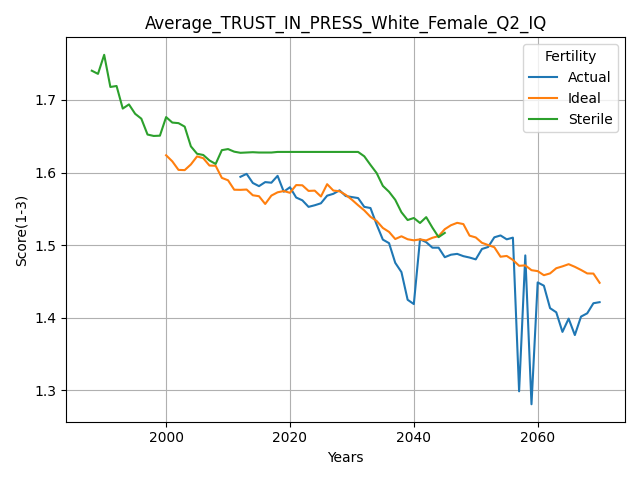 Average_TRUST_IN_PRESS_White_Female_Q2_IQ
Fertility
Actual
Ideal
Sterile
Score(1-3)
1.7
1.6
1.5
1.4
1.3
2000
2020
2040
2060
Years